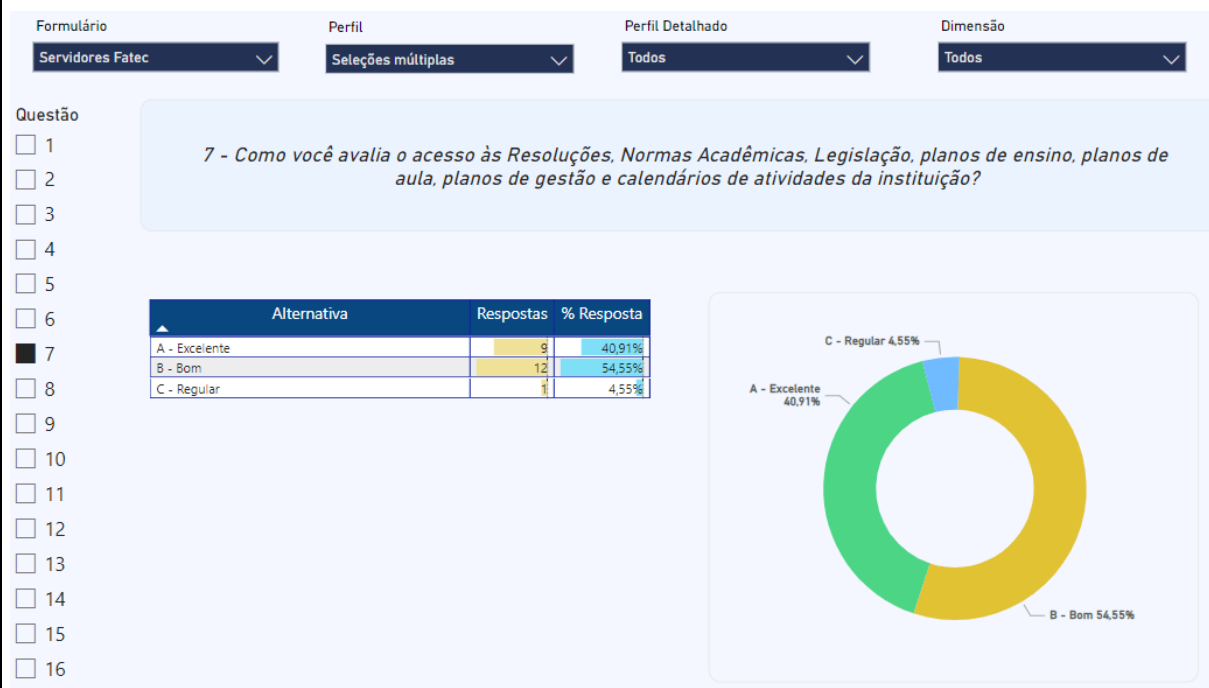 Formulário
Perfil
Perfil Detalhado
Dimensão
Servidores Fatec
Seleções múltiplas
Todos
Todos
Questão
1
2
3
4
5
6
7
8
9
10
11
12
13
14
15
16
7 - Como você avalia o acesso às Resoluções, Normas Acadêmicas, Legislação, planos de ensino, planos de
aula, planos de gestão e calendários de atividades da instituição?
Alternativa Respostas % Resposta
A - Excelente 9 40,91%
B - Bom 12 54,55%
C - Regular 1 4,55%
C - Regular 4,55%
A - Excelente
40,91%
B - Bom 54,55%